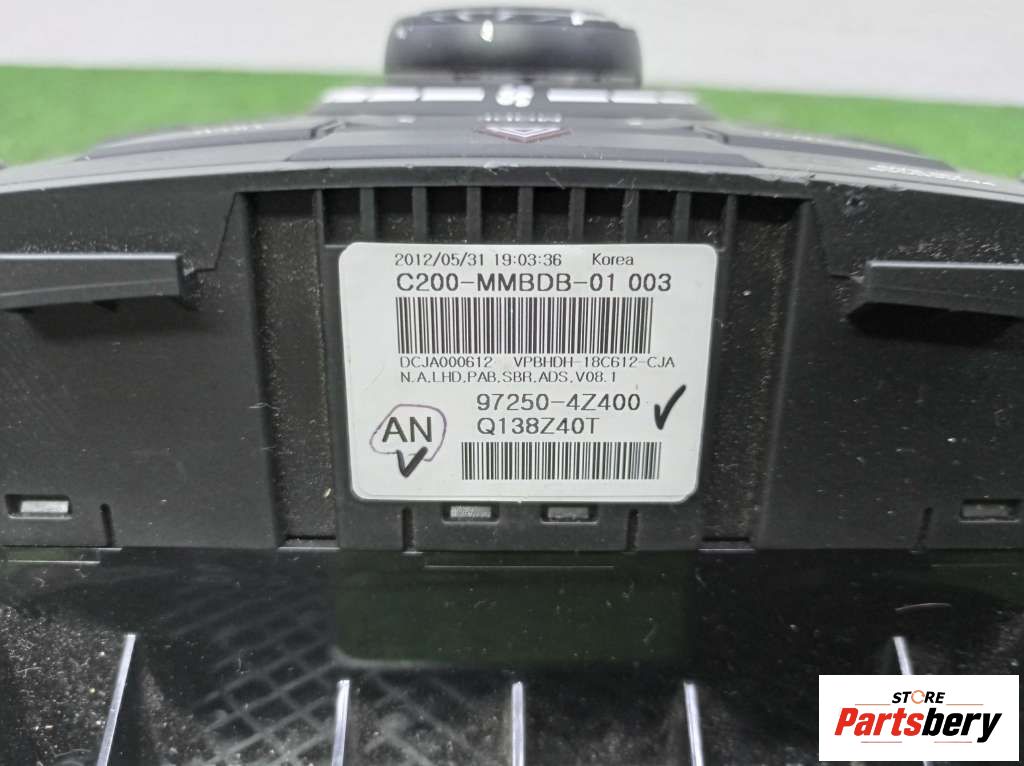 2012/05/31 19:03:36 Korea
C200-MMBDB-01 003
DCJA000612 VPBHDH-18C612-CJA
N.A,LHD,PAB,SBR,ADS,V08.1
97250-4Z400
AN
Q138Z40T
STORE
Partsbery